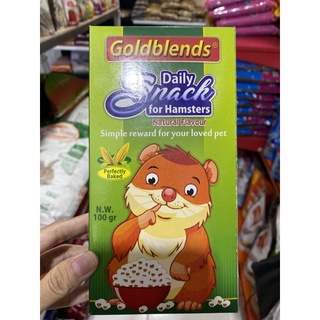 Goldblends®
Daily
Snack
for Hamsters
Natural Flavour
Simple reward for your loved pet
Perfectly
Baked
N.W.
100 gr